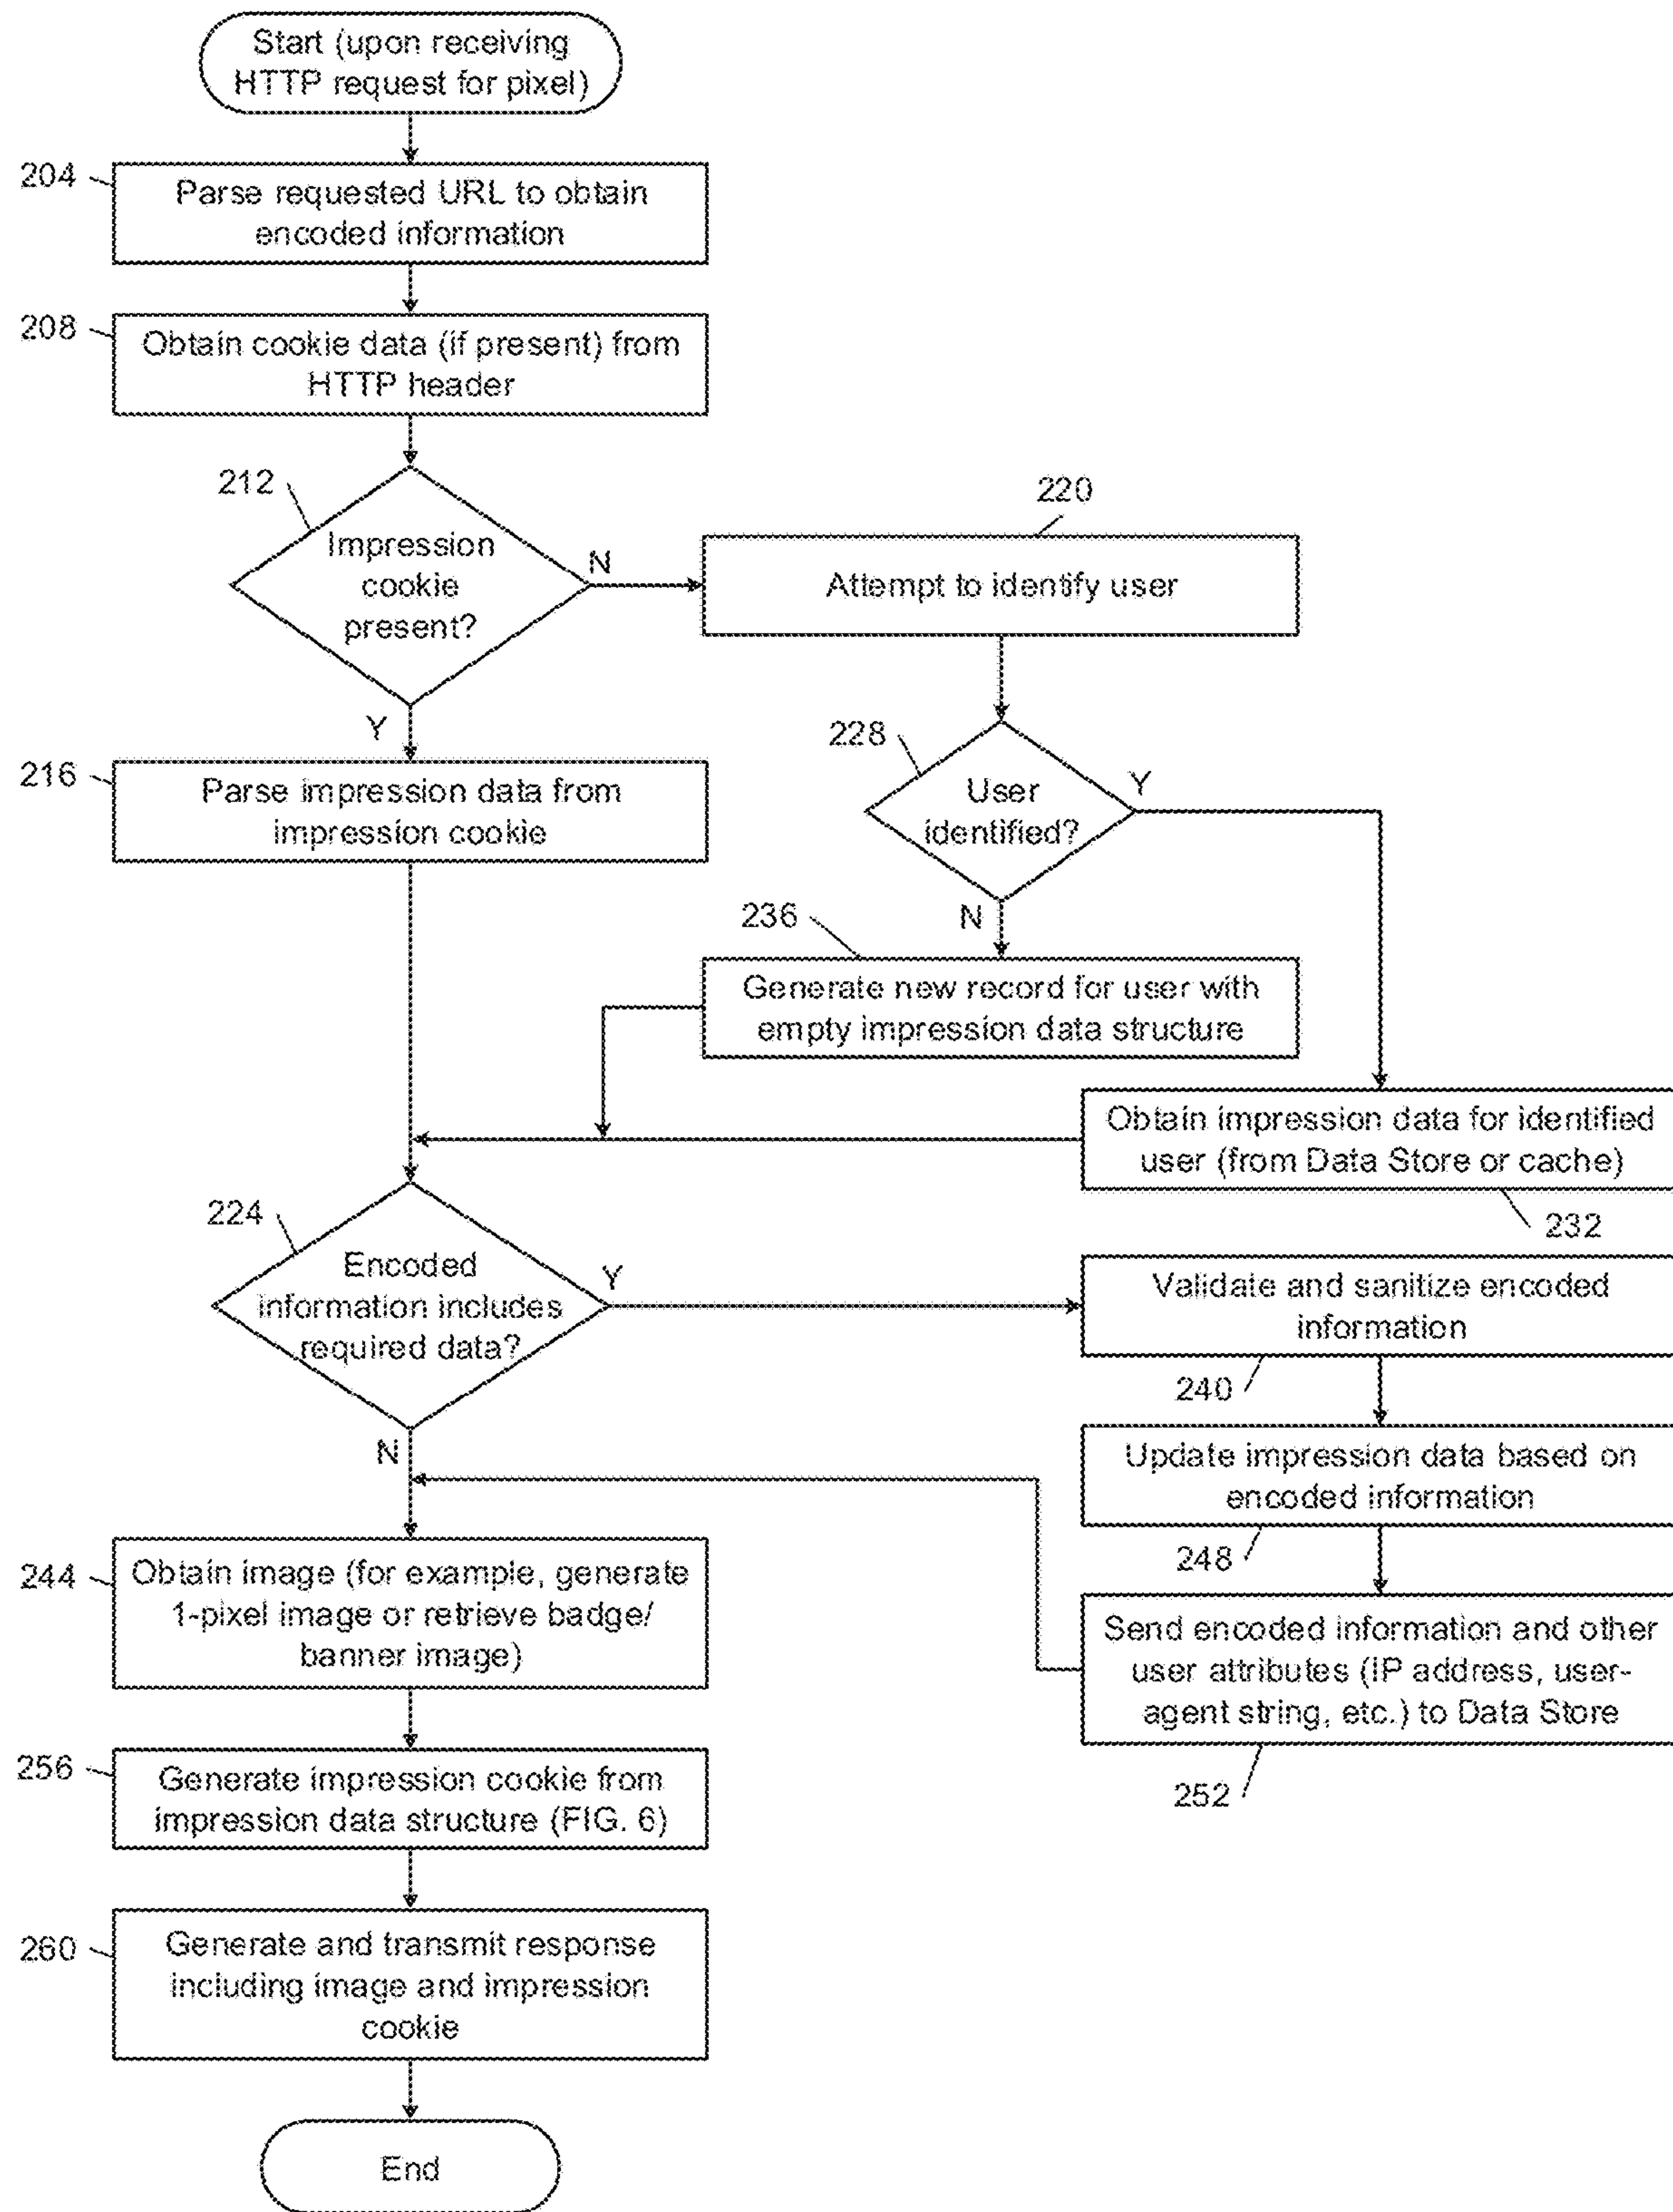 Start (upon receiving
HTTP request for pixel)
204
Parse requested URL to obtain
encoded information
208
Obtain cookie data (if present) from
HTTP header
212
Impression
cookie
present?
N
Y
220
Attempt to identify user
216
Parse impression data from
impression cookie
228
User
identified?
Y
N
236
Generate new record for user with
empty impression data structure
Obtain impression data for identified
user (from Data Store or cache)
232
224
Encoded
information includes
required data?
Y
N
Validate and sanitize encoded
information
240
Update impression data based on
encoded information
248
Send encoded information and other
user attributes (IP address, user-
agent string, etc.) to Data Store
252
244
Obtain image (for example, generate
1-pixel image or retrieve badge/
banner image)
256
Generate impression cookie from
impression data structure (FIG. 6)
260
Generate and transmit response
including image and impression
cookie
End